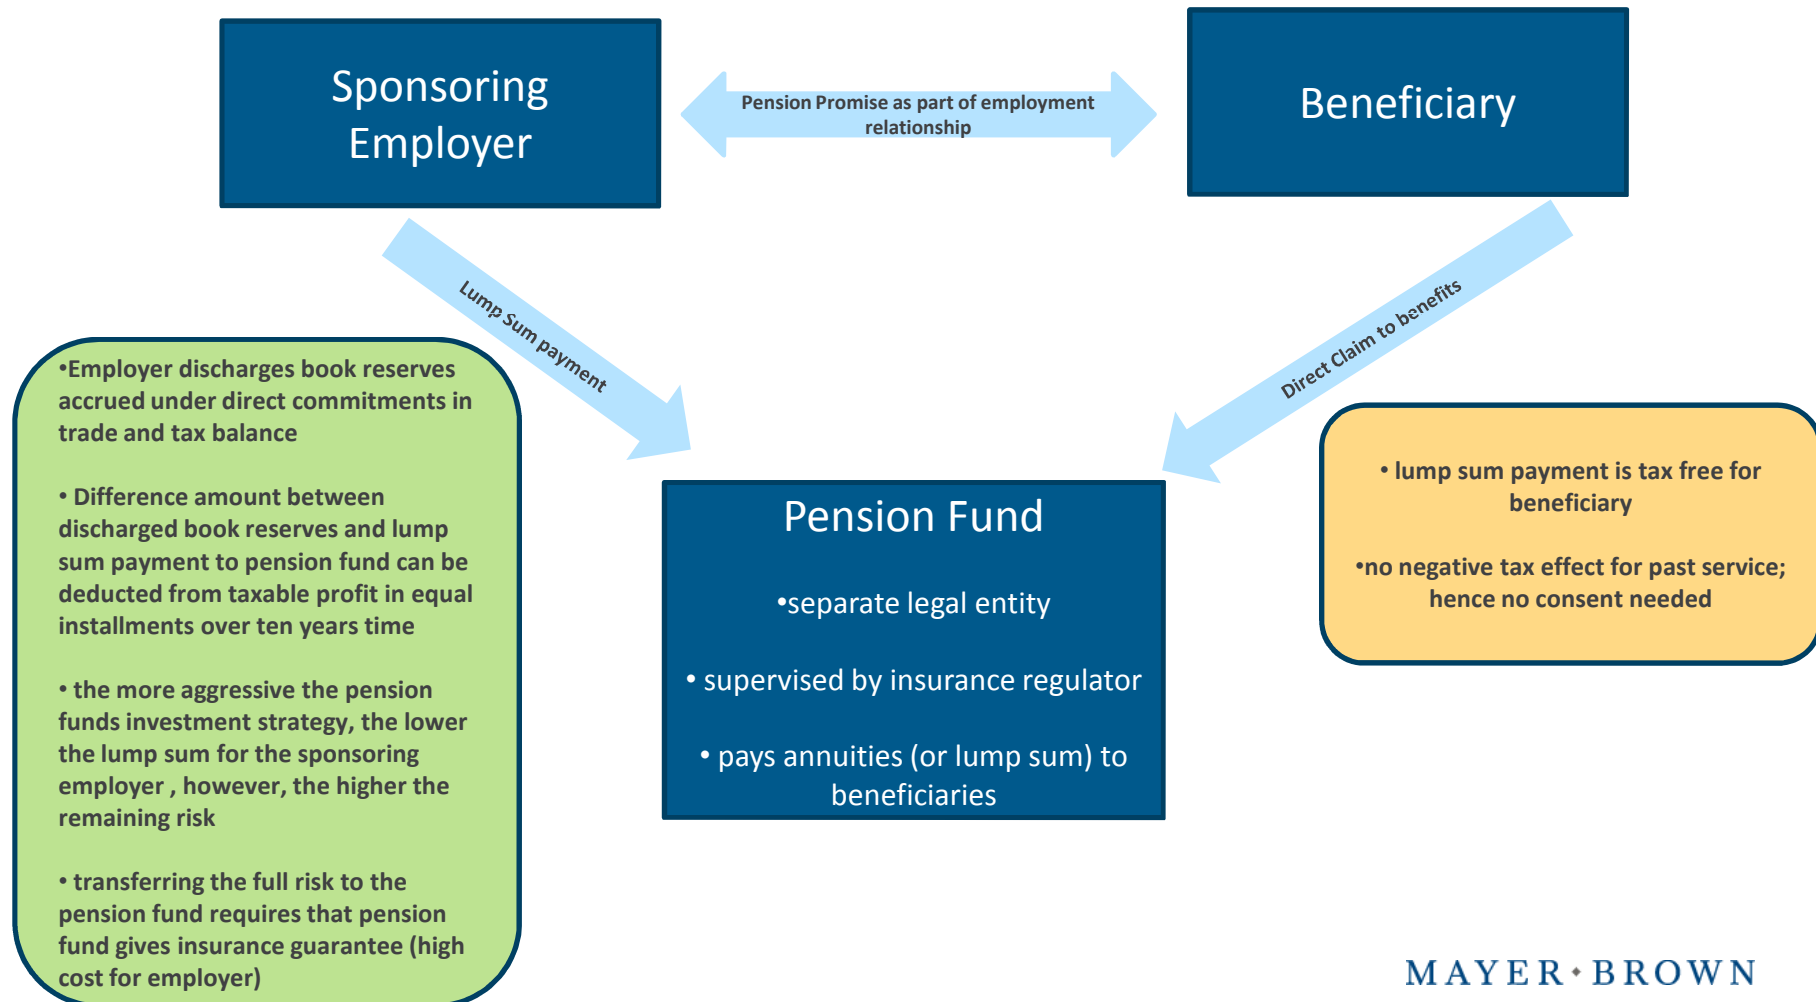 Sponsoring
Employer
Pension Promise as part of employment
relationship
Beneficiary
Lump Sum payment
Direct Claim to benefits
•Employer discharges book reserves
accrued under direct commitments in
trade and tax balance
• Difference amount between
discharged book reserves and lump
sum payment to pension fund can be
deducted from taxable profit in equal
installments over ten years time
• the more aggressive the pension
funds investment strategy, the lower
the lump sum for the sponsoring
employer , however, the higher the
remaining risk
• transferring the full risk to the
pension fund requires that pension
fund gives insurance guarantee (high
cost for employer)
Pension Fund
•separate legal entity
• supervised by insurance regulator
• pays annuities (or lump sum) to
beneficiaries
• lump sum payment is tax free for
beneficiary
•no negative tax effect for past service;
hence no consent needed
MAYER•BROWN